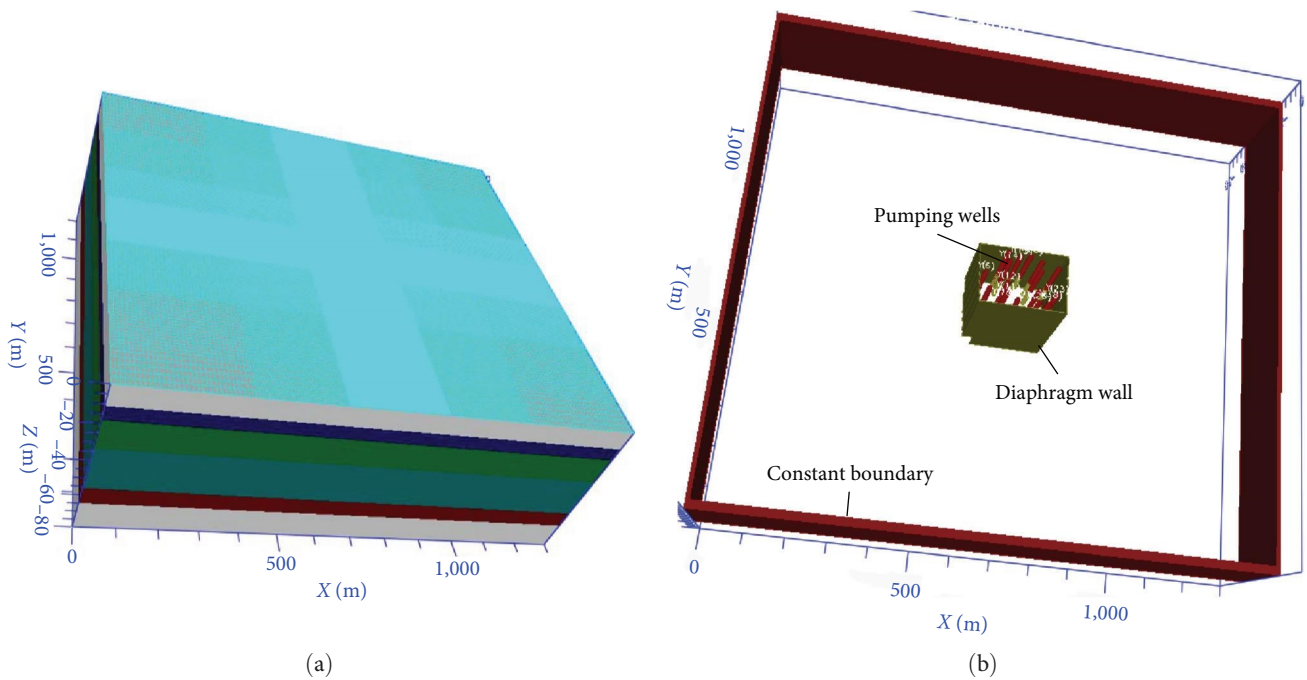 1,000
Y (m)
500
0
−20
Z (m)
−40
−60
−80
0
500
1,000
X (m)
(a)
1,000
Y (m)
500
Pumping wells
Diaphragm wall
Constant boundary
0
500
1,000
X (m)
(b)